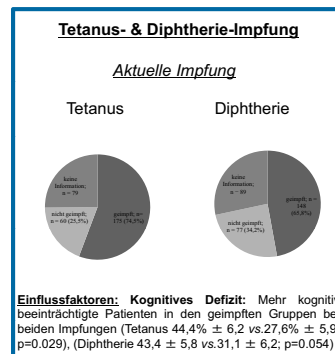 Tetanus- & Diphtherie-Impfung
Aktuelle Impfung
Tetanus
Diphtherie
keine
Information;
n = 79
geimpft; n=
175 (74,5%)
nicht geimpft;
n = 60 (25,5%)
keine
Information;
n = 89
geimpft; n =
148
(65,8%)
nicht geimpft;
n = 77 (34,2%)
Einflussfaktoren: Kognitives Defizit: Mehr kognitiv
beeinträchtigte Patienten in den geimpften Gruppen bei
beiden Impfungen (Tetanus 44,4% ± 6,2 vs.27,6% ± 5,9
p=0.029), (Diphtherie 43,4 ± 5,8 vs.31,1 ± 6,2; p=0.054)